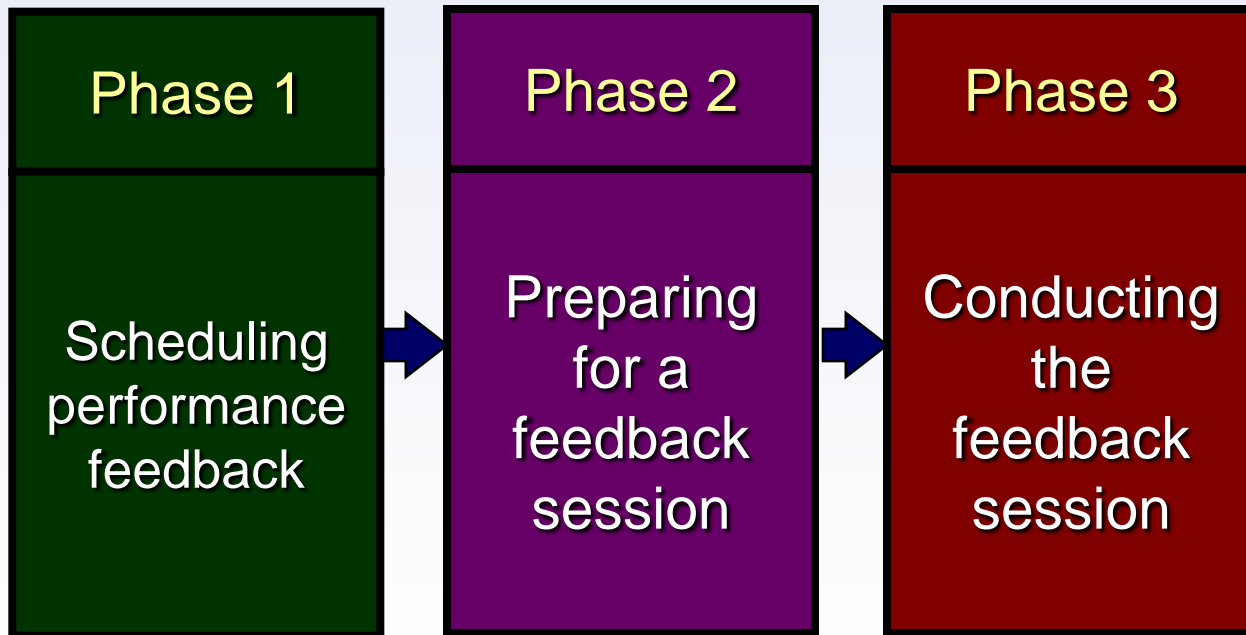 Phase 1
Scheduling
performance
feedback
Phase 2
Preparing
for a
feedback
session
Phase 3
Conducting
the
feedback
session